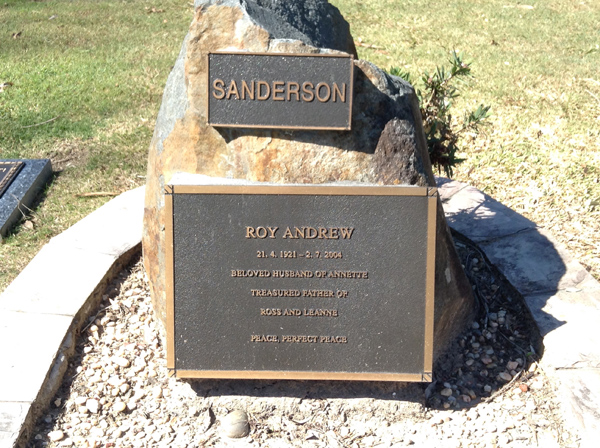 SANDERSON
ROY ANDREW
21. 4. 1921 – 2. 7. 2004
BELOVED HUSBAND OF ANNETTE
TREASURED FATHER OF
ROSS AND LEANNE
PEACE, PERFECT PEACE